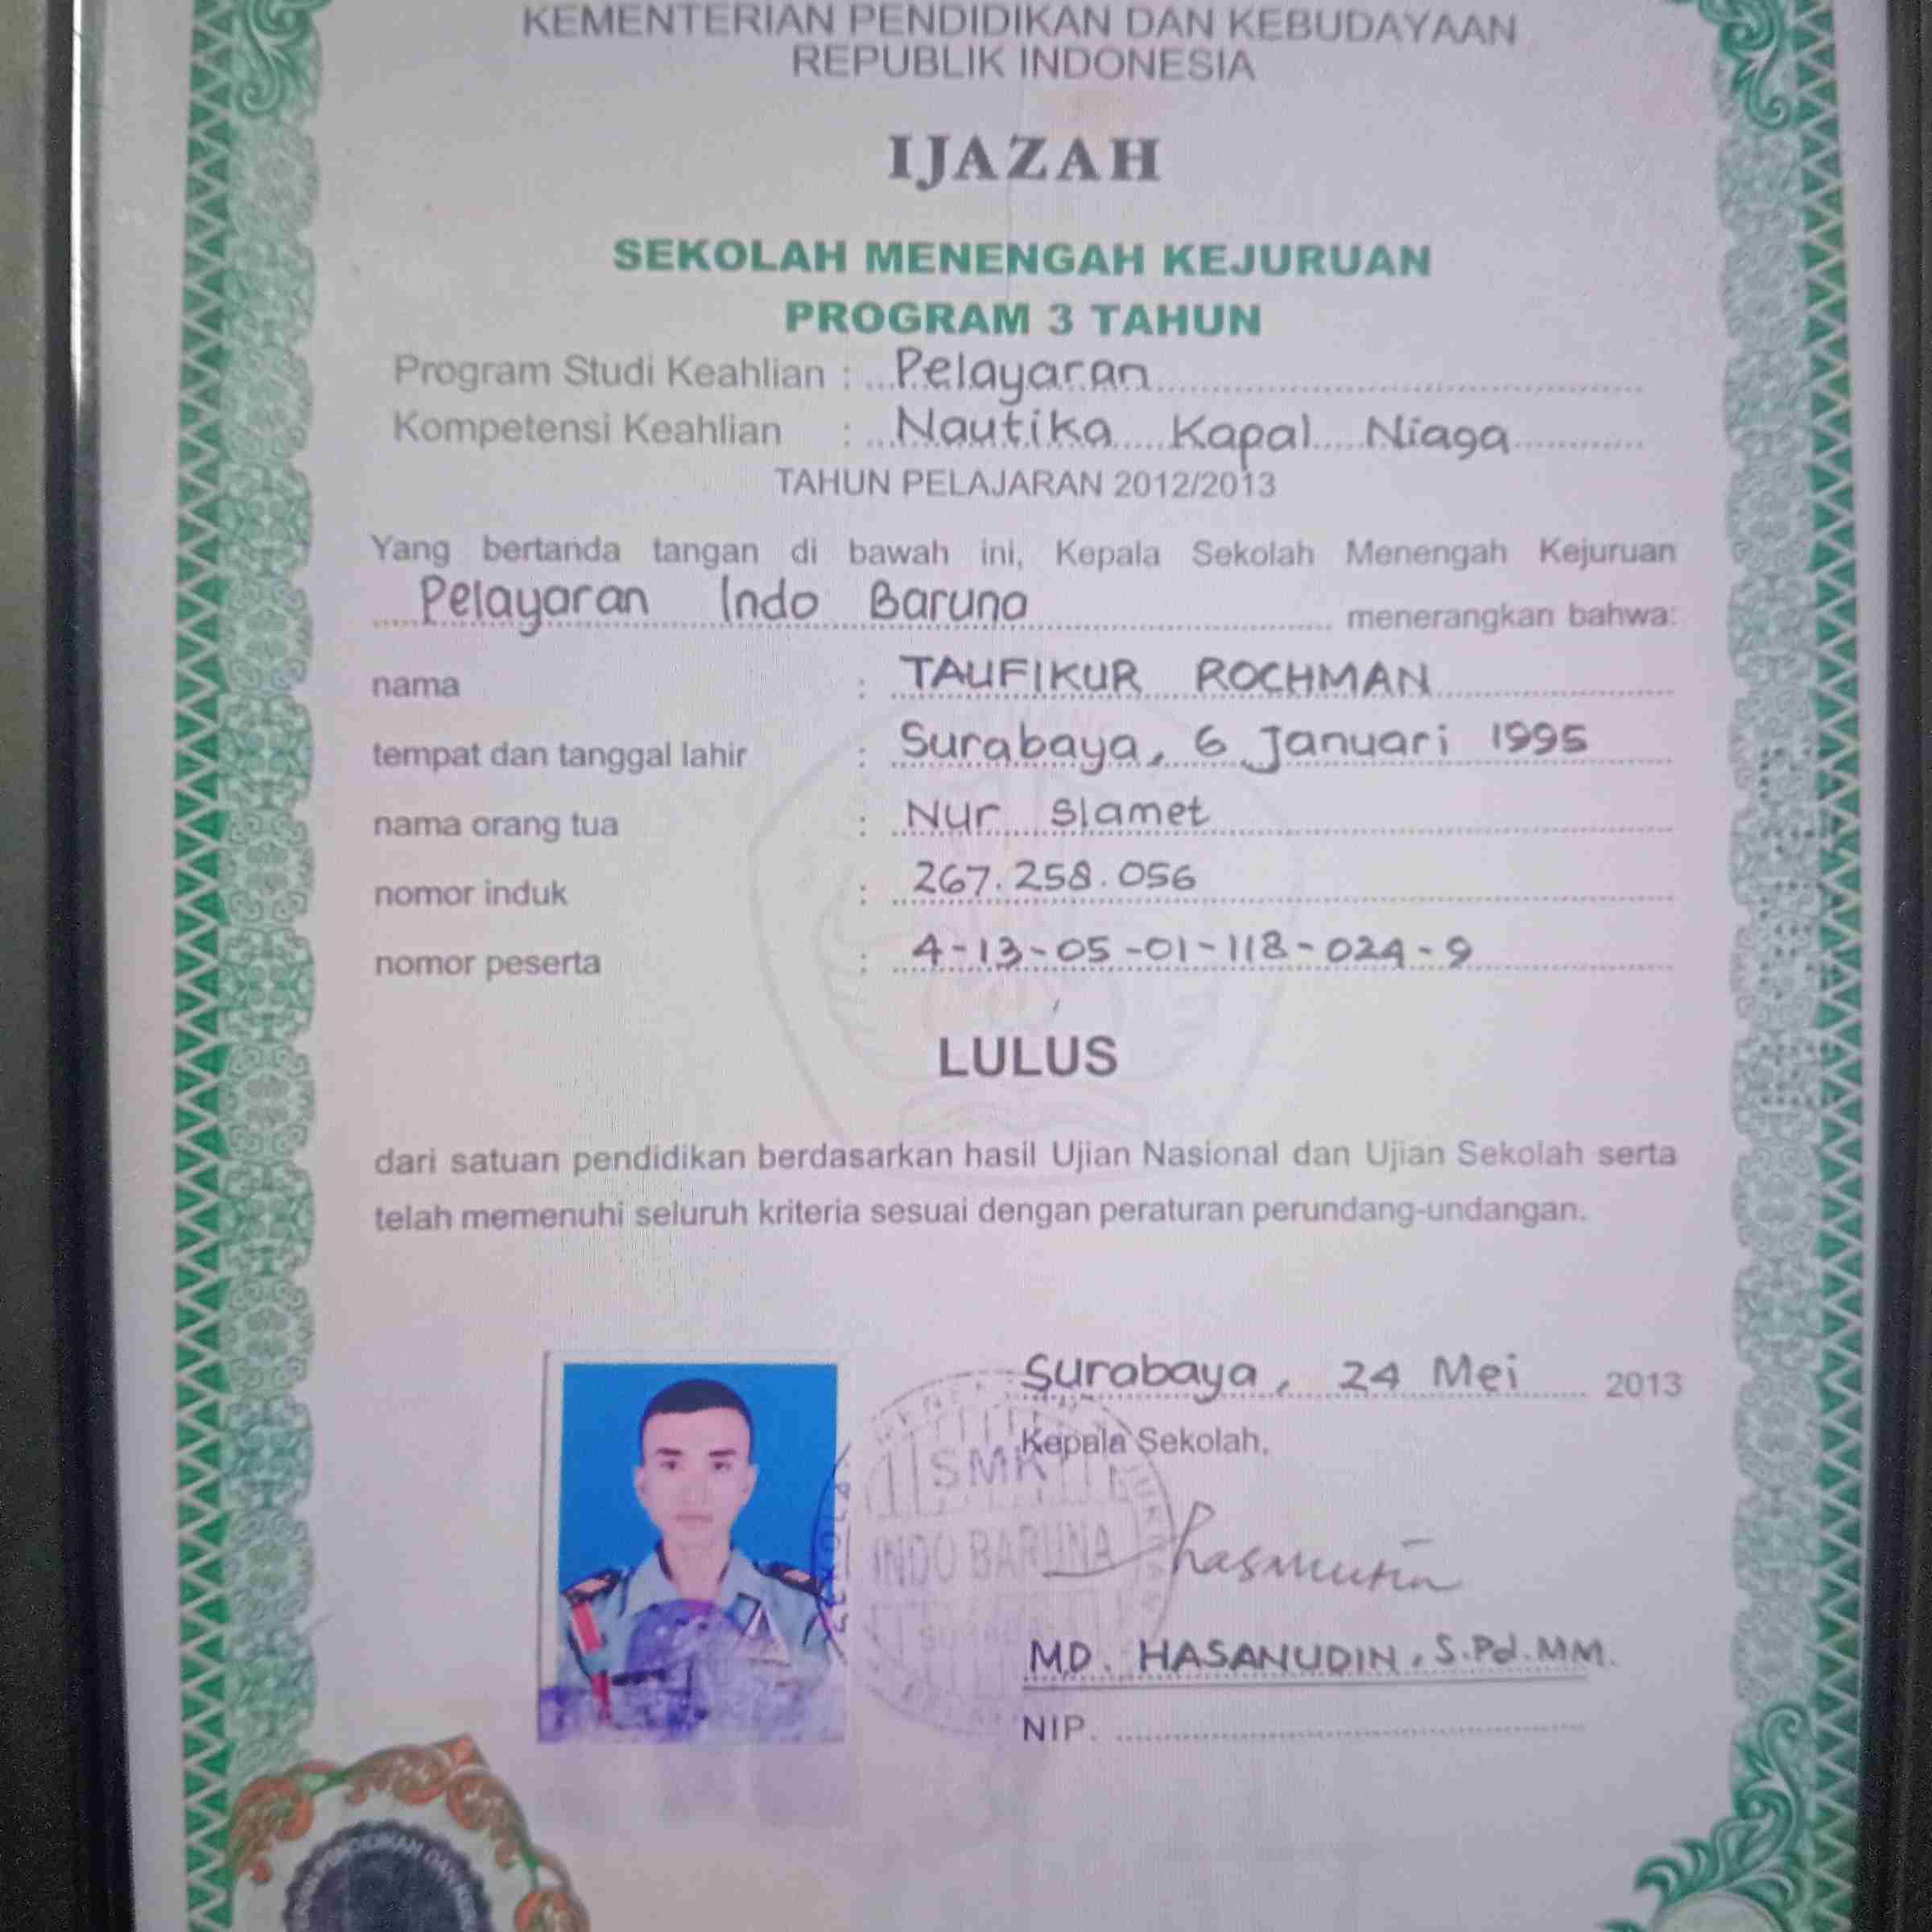 KEMENTERIAN PENDIDIKAN DAN KEBUDAYAAN
REPUBLIK INDONESIA
IJAZAH
SEKOLAH MENENGAH KEJURUAN
PROGRAM 3 TAHUN
Program Studi Keahlian : Pelayaran
Kompetensi Keahlian : Nautika Kapal Niaga
TAHUN PELAJARAN 2012/2013
Yang bertanda tangan di bawah ini, Kepala Sekolah Menengah Kejuruan
Pelayaran Indo Baruna menerangkan bahwa:
nama : TAUFIKUR ROCHMAN
tempat dan tanggal lahir : Surabaya, 6 Januari 1995
nama orang tua : Nur Slamet
nomor induk : 267.258.056
nomor peserta : 4-13-05-01-118-024-9
LULUS
dari satuan pendidikan berdasarkan hasil Ujian Nasional dan Ujian Sekolah serta
telah memenuhi seluruh kriteria sesuai dengan peraturan perundang-undangan.
Surabaya, 24 Mei 2013
Kepala Sekolah,
SMK
INDO BARUNA
MD. HASANUDIN, S.Pd.MM.
NIP.